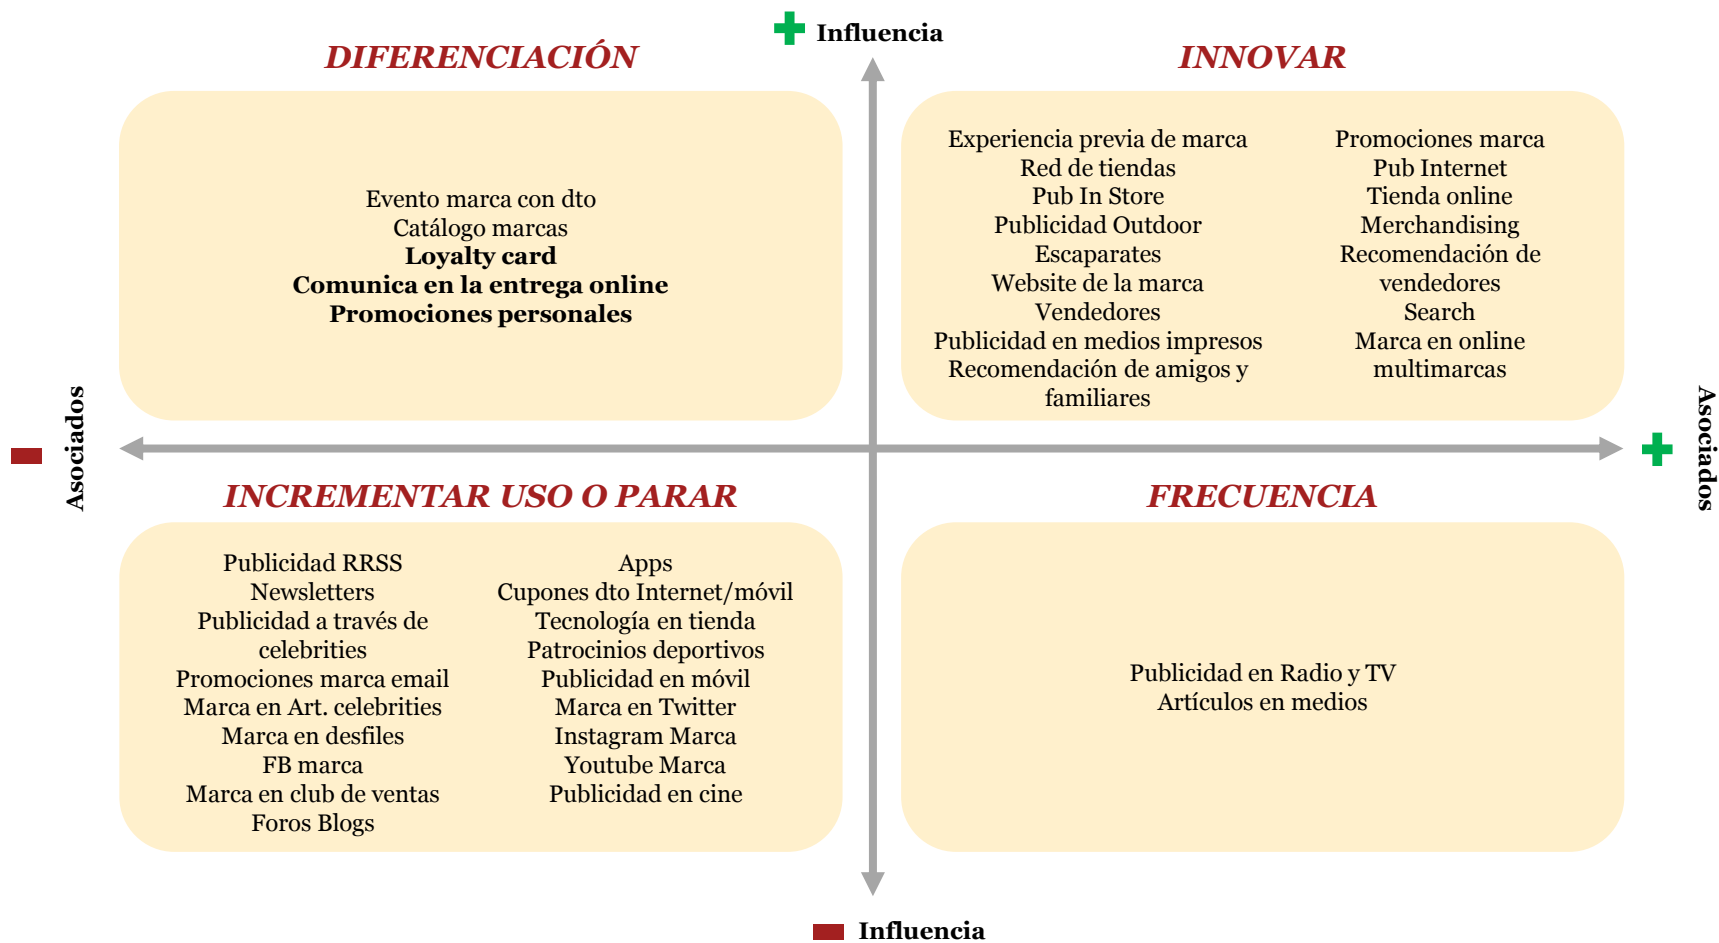 Influencia
DIFERENCIACIÓN
INNOVAR
Evento marca con dto
Catálogo marcas
Loyalty card
Comunica en la entrega online
Promociones personales
Experiencia previa de marca
Red de tiendas
Pub In Store
Publicidad Outdoor
Escaparates
Website de la marca
Vendedores
Publicidad en medios impresos
Recomendación de amigos y
familiares
Promociones marca
Pub Internet
Tienda online
Merchandising
Recomendación de
vendedores
Search
Marca en online
multimarcas
Asociados
Asociados
INCREMENTAR USO O PARAR
FRECUENCIA
Publicidad RRSS
Newsletters
Publicidad a través de
celebrities
Promociones marca email
Marca en Art. celebrities
Marca en desfiles
FB marca
Marca en club de ventas
Foros Blogs
Apps
Cupones dto Internet/móvil
Tecnología en tienda
Patrocinios deportivos
Publicidad en móvil
Marca en Twitter
Instagram Marca
Youtube Marca
Publicidad en cine
Publicidad en Radio y TV
Artículos en medios
Influencia